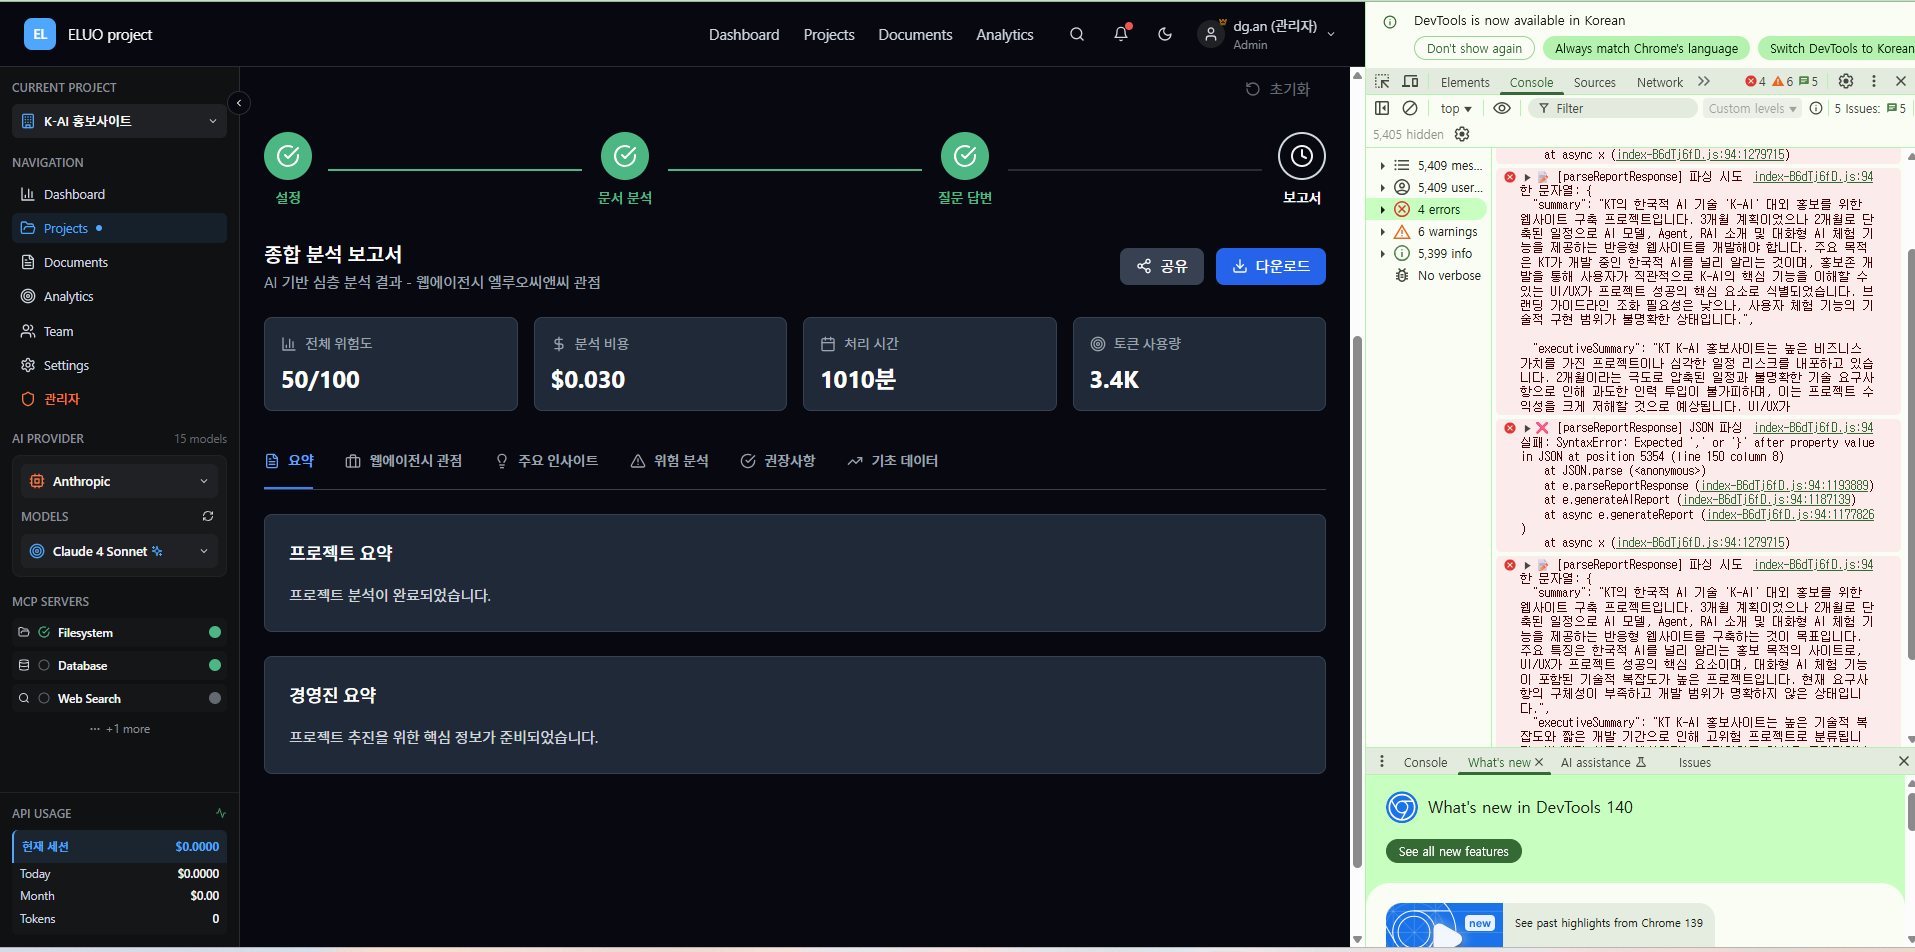 EL ELUO project
Dashboard Projects Documents Analytics
dg.an (관리자)
Admin
CURRENT PROJECT
K-AI 홍보사이트
NAVIGATION
Dashboard
Projects
Documents
Analytics
Team
Settings
관리자
AI PROVIDER 15 models
Anthropic
MODELS
Claude 4 Sonnet
MCP SERVERS
Filesystem
Database
Web Search
··· +1 more
API USAGE
현재 세션 $0.0000
Today $0.0000
Month $0.00
Tokens 0
초기화
설정 문서 분석 질문 답변 보고서
종합 분석 보고서
AI 기반 심층 분석 결과 - 웹에이전시 엘루오씨앤씨 관점
공유 다운로드
전체 위험도
50/100
분석 비용
$0.030
처리 시간
1010분
토큰 사용량
3.4K
요약 웹에이전시 관점 주요 인사이트 위험 분석 권장사항 기초 데이터
프로젝트 요약
프로젝트 분석이 완료되었습니다.
경영진 요약
프로젝트 추진을 위한 핵심 정보가 준비되었습니다.
DevTools is now available in Korean
Don't show again Always match Chrome's language Switch DevTools to Korean
Elements Console Sources Network 4 6 5
top Filter Custom levels 5 Issues: 5
5,405 hidden
5,409 mes...
5,409 user...
4 errors
6 warnings
5,399 info
No verbose
at async x (index-B6dTj6fD.js:94:1279715)
[parseReportResponse] 파싱 시도 index-B6dTj6fD.js:94
한 문자열: {
"summary": "KT의 한국적 AI 기술 'K-AI' 대외 홍보를 위한
웹사이트 구축 프로젝트입니다. 3개월 계획이었으나 2개월로 단
축된 일정으로 AI 모델, Agent, RAI 소개 및 대화형 AI 체험 기
능을 제공하는 반응형 웹사이트를 개발해야 합니다. 주요 목적
은 KT가 개발 중인 한국적 AI를 널리 알리는 것이며, 홍보존 개
발을 통해 사용자가 직관적으로 K-AI의 핵심 기능을 이해할 수
있는 UI/UX가 프로젝트 성공의 핵심 요소로 식별되었습니다. 브
랜딩 가이드라인 조화 필요성은 낮으나, 사용자 체험 기능의 기
술적 구현 범위가 불명확한 상태입니다.",
"executiveSummary": "KT K-AI 홍보사이트는 높은 비즈니스
가치를 가진 프로젝트이나 심각한 일정 리스크를 내포하고 있습
니다. 2개월이라는 극도로 압축된 일정과 불명확한 기술 요구사
항으로 인해 과도한 인력 투입이 불가피하며, 이는 프로젝트 수
익성을 크게 저해할 것으로 예상됩니다. UI/UX가
[parseReportResponse] JSON 파싱 index-B6dTj6fD.js:94
실패: SyntaxError: Expected ',' or '}' after property value
in JSON at position 5354 (line 150 column 8)
at JSON.parse (<anonymous>)
at e.parseReportResponse (index-B6dTj6fD.js:94:1193889)
at e.generateAIReport (index-B6dTj6fD.js:94:1187139)
at async e.generateReport (index-B6dTj6fD.js:94:1177826
)
at async x (index-B6dTj6fD.js:94:1279715)
[parseReportResponse] 파싱 시도 index-B6dTj6fD.js:94
한 문자열: {
"summary": "KT의 한국적 AI 기술 'K-AI' 대외 홍보를 위한
웹사이트 구축 프로젝트입니다. 3개월 계획이었으나 2개월로 단
축된 일정으로 AI 모델, Agent, RAI 소개 및 대화형 AI 체험 기
능을 제공하는 반응형 웹사이트를 구축하는 것이 목표입니다.
주요 특징은 한국적 AI를 널리 알리는 홍보 목적의 사이트로,
UI/UX가 프로젝트 성공의 핵심 요소이며, 대화형 AI 체험 기능
이 포함된 기술적 복잡도가 높은 프로젝트입니다. 현재 요구사
항의 구체성이 부족하고 개발 범위가 명확하지 않은 상태입니
다.",
"executiveSummary": "KT K-AI 홍보사이트는 높은 기술적 복
잡도와 짧은 개발 기간으로 인해 고위험 프로젝트로 분류됩니
Console What's new AI assistance Issues
What's new in DevTools 140
See all new features
new
See past highlights from Chrome 139